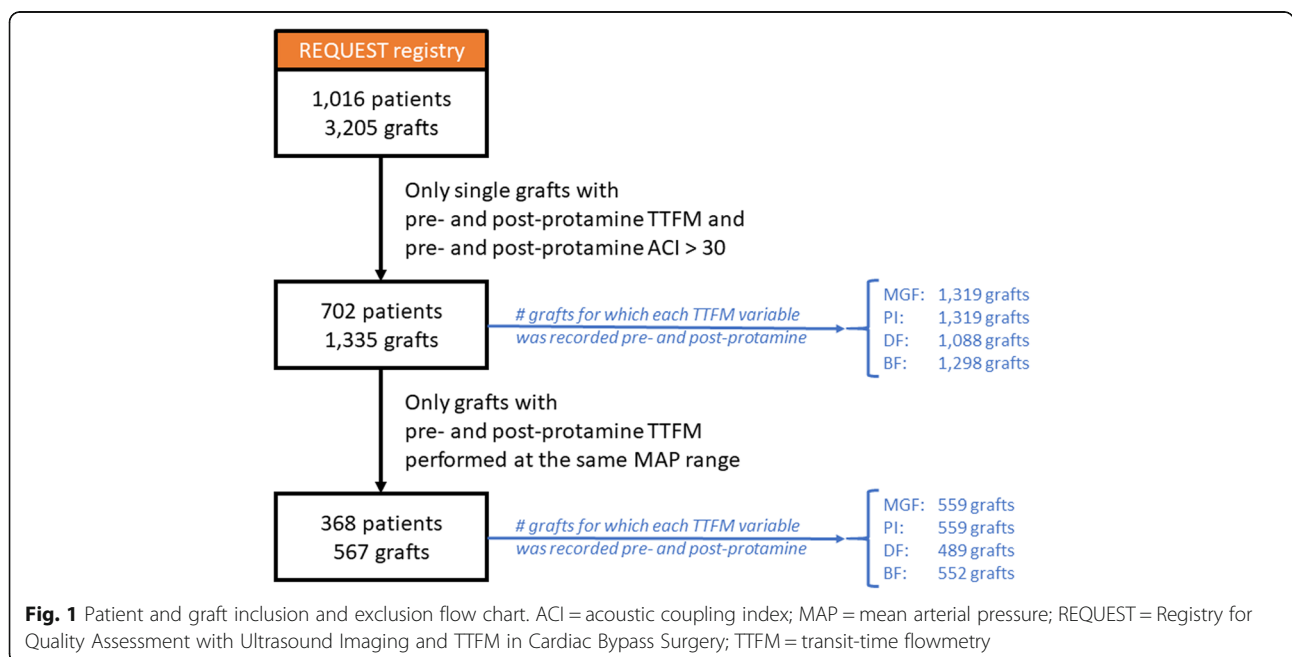 REQUEST registry
1,016 patients
3,205 grafts
Only single grafts with
pre- and post-protamine TTFM and
pre- and post-protamine ACI > 30
702 patients
1,335 grafts
# grafts for which each TTFM variable
was recorded pre- and post-protamine
MGF: 1,319 grafts
PI: 1,319 grafts
DF: 1,088 grafts
BF: 1,298 grafts
Only grafts with
pre- and post-protamine TTFM
performed at the same MAP range
368 patients
567 grafts
# grafts for which each TTFM variable
was recorded pre- and post-protamine
MGF: 559 grafts
PI: 559 grafts
DF: 489 grafts
BF: 552 grafts
Fig. 1 Patient and graft inclusion and exclusion flow chart. ACI = acoustic coupling index; MAP = mean arterial pressure; REQUEST = Registry for
Quality Assessment with Ultrasound Imaging and TTFM in Cardiac Bypass Surgery; TTFM = transit-time flowmetry